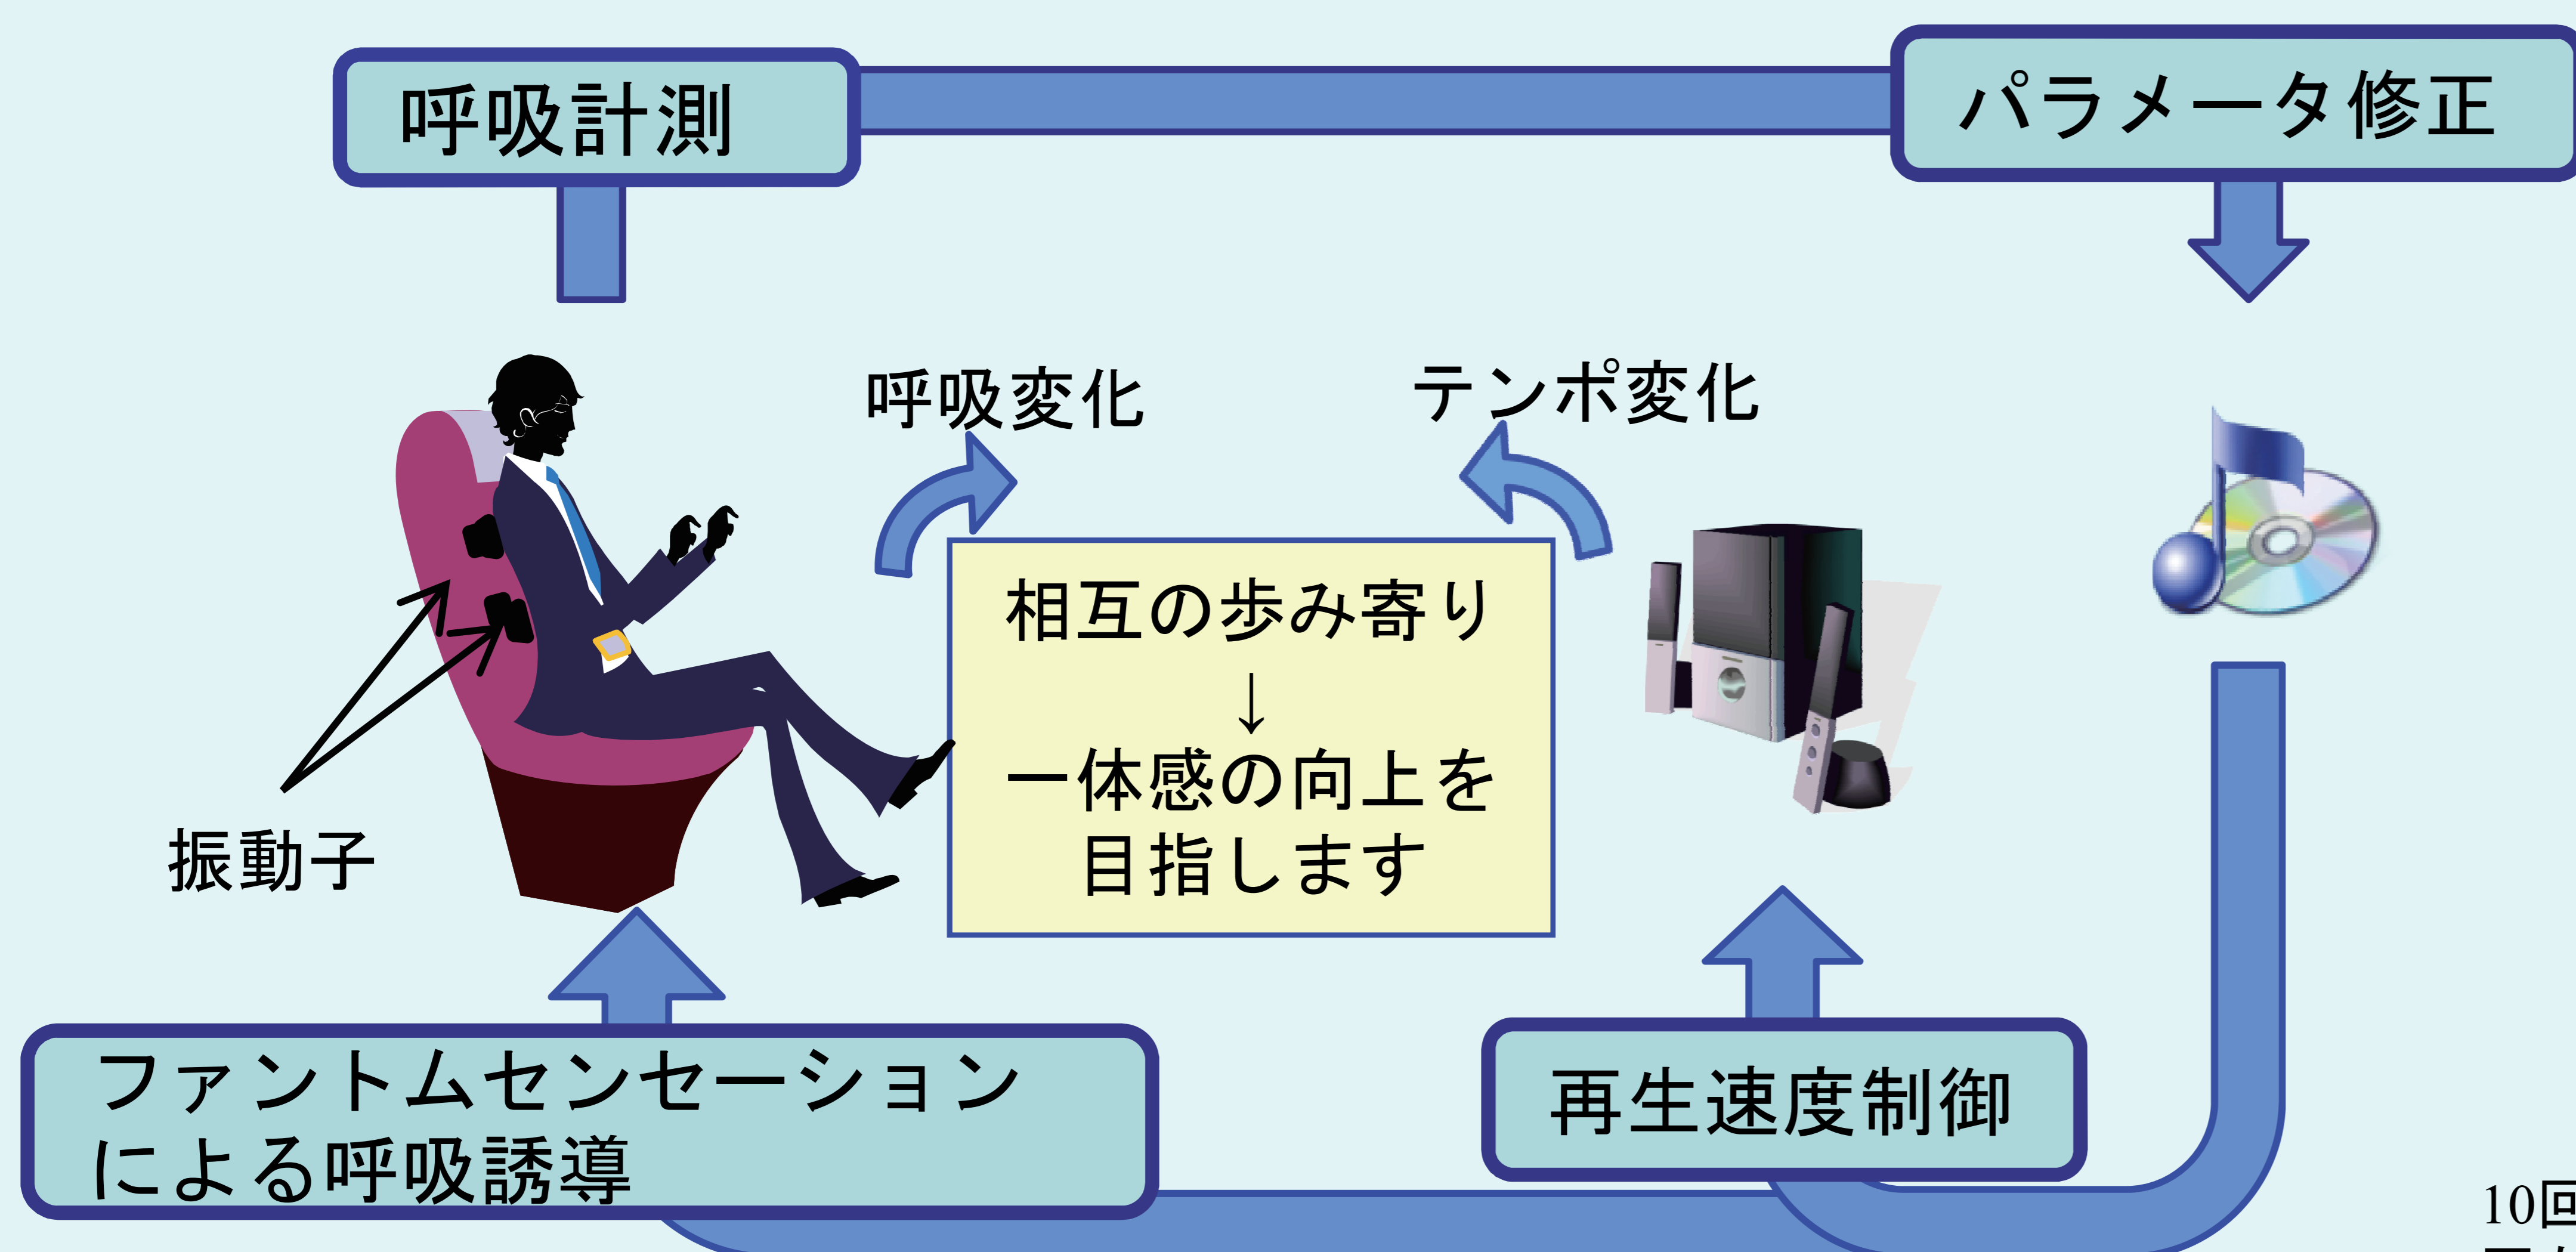 呼吸計測
パラメータ修正
呼吸変化
テンポ変化
相互の歩み寄り
↓
一体感の向上を
目指します
振動子
ファントムセンセーション
による呼吸誘導
再生速度制御
10回